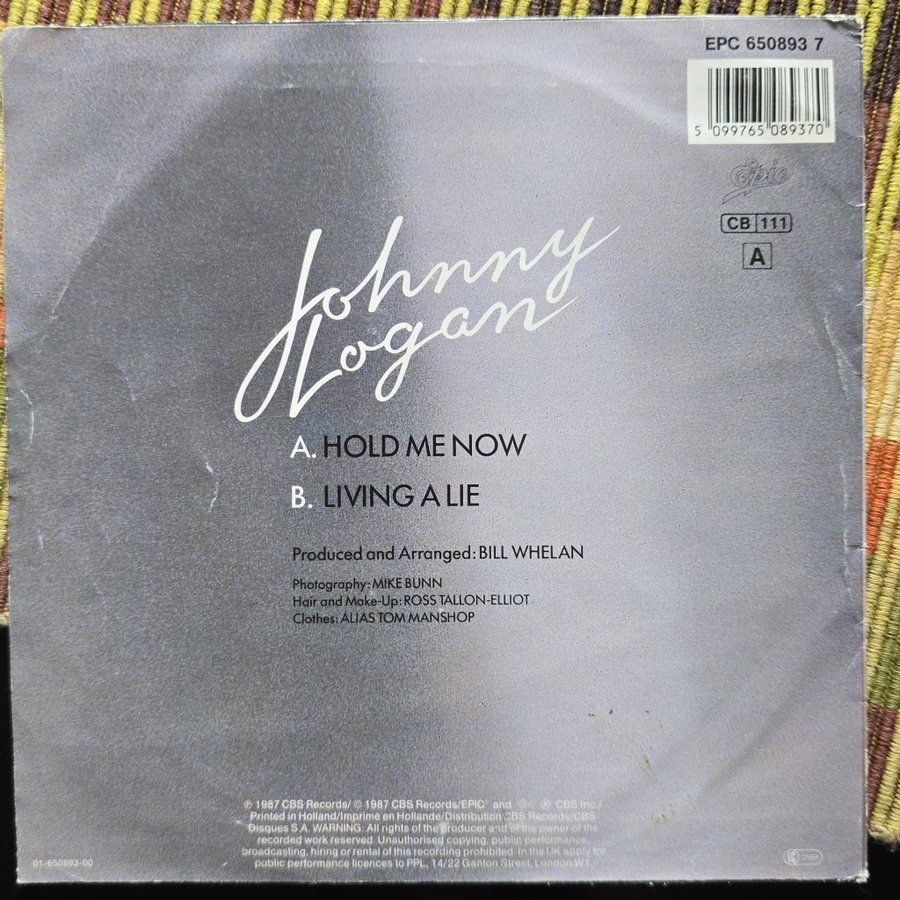 EPC 650893 7
5 099765 089370
Epic
CB 111
A
Johnny
Logan
A. HOLD ME NOW
B. LIVING A LIE
Produced and Arranged: BILL WHELAN
Photography: MIKE BUNN
Hair and Make-Up: ROSS TALLON-ELLIOT
Clothes: ALIAS TOM MANSHOP
℗ 1987 CBS Records/ © 1987 CBS Records/EPIC and CBS Inc./
Printed in Holland/Imprimé en Hollande/Distribution CBS Records/CBS
Disques S.A. WARNING: All rights of the producer and of the owner of the
recorded work reserved. Unauthorised copying, public performance,
broadcasting, hiring or rental of this recording prohibited. In the UK apply for
public performance licences to PPL, 14/22 Ganton Street, London W1.
01-650893-00